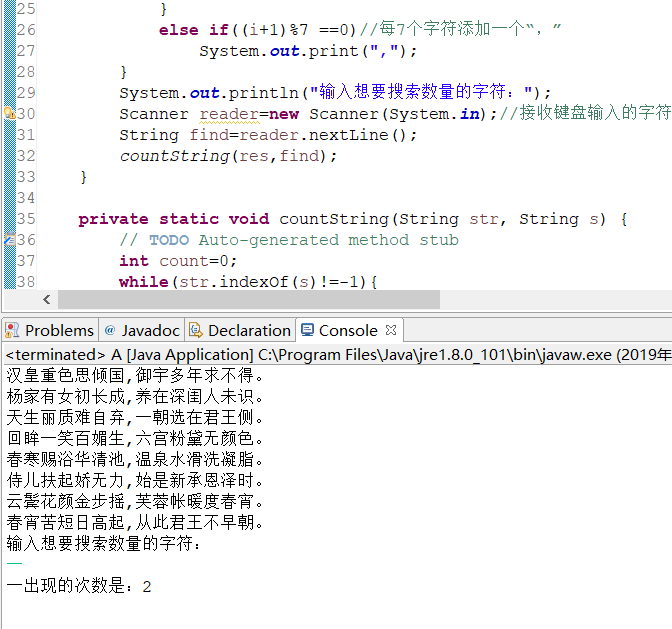 25 }
26 else if((i+1)%7 ==0)//每7个字符添加一个“，”
27 System.out.print(",");
28 }
29 System.out.println("输入想要搜索数量的字符：");
30 Scanner reader=new Scanner(System.in);//接收键盘输入的字符
31 String find=reader.nextLine();
32 countString(res,find);
33 }
34
35 private static void countString(String str, String s) {
36 // TODO Auto-generated method stub
37 int count=0;
38 while(str.indexOf(s)!=-1){
Problems @ Javadoc Declaration Console
<terminated> A [Java Application] C:\Program Files\Java\jre1.8.0_101\bin\javaw.exe (2019年
汉皇重色思倾国,御宇多年求不得。
杨家有女初长成,养在深闺人未识。
天生丽质难自弃,一朝选在君王侧。
回眸一笑百媚生,六宫粉黛无颜色。
春寒赐浴华清池,温泉水滑洗凝脂。
侍儿扶起娇无力,始是新承恩泽时。
云鬓花颜金步摇,芙蓉帐暖度春宵。
春宵苦短日高起,从此君王不早朝。
输入想要搜索数量的字符：
一
一出现的次数是：2